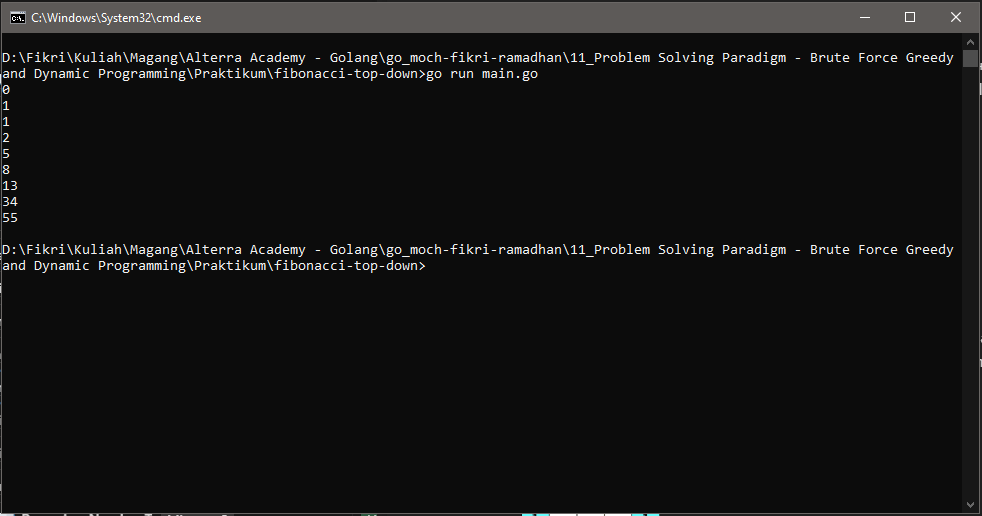 C:\Windows\System32\cmd.exe
D:\Fikri\Kuliah\Magang\Alterra Academy - Golang\go_moch-fikri-ramadhan\11_Problem Solving Paradigm - Brute Force Greedy
and Dynamic Programming\Praktikum\fibonacci-top-down>go run main.go
0
1
1
2
5
8
13
34
55
D:\Fikri\Kuliah\Magang\Alterra Academy - Golang\go_moch-fikri-ramadhan\11_Problem Solving Paradigm - Brute Force Greedy
and Dynamic Programming\Praktikum\fibonacci-top-down>